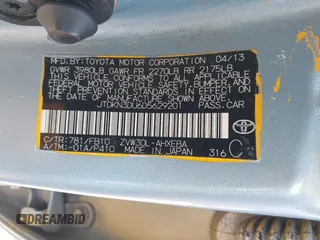 MFD.BY:TOYOTA MOTOR CORPORATION 04/13
GVWR 3980LB GAWR FR 2270LB RR 2175LB
THIS VEHICLE CONFORMS TO ALL APPLICABLE
FEDERAL MOTOR VEHICLE SAFETY, BUMPER, AND
THEFT PREVENTION STANDARDS IN EFFECT ON
THE DATE OF MANUFACTURE SHOWN ABOVE.
PASS.CAR
C/TR:781/FB10 ZVW30L-AHXEBA
A/TM:-01A/P410 MADE IN JAPAN 316 C
TOYOTA
DREAMBID